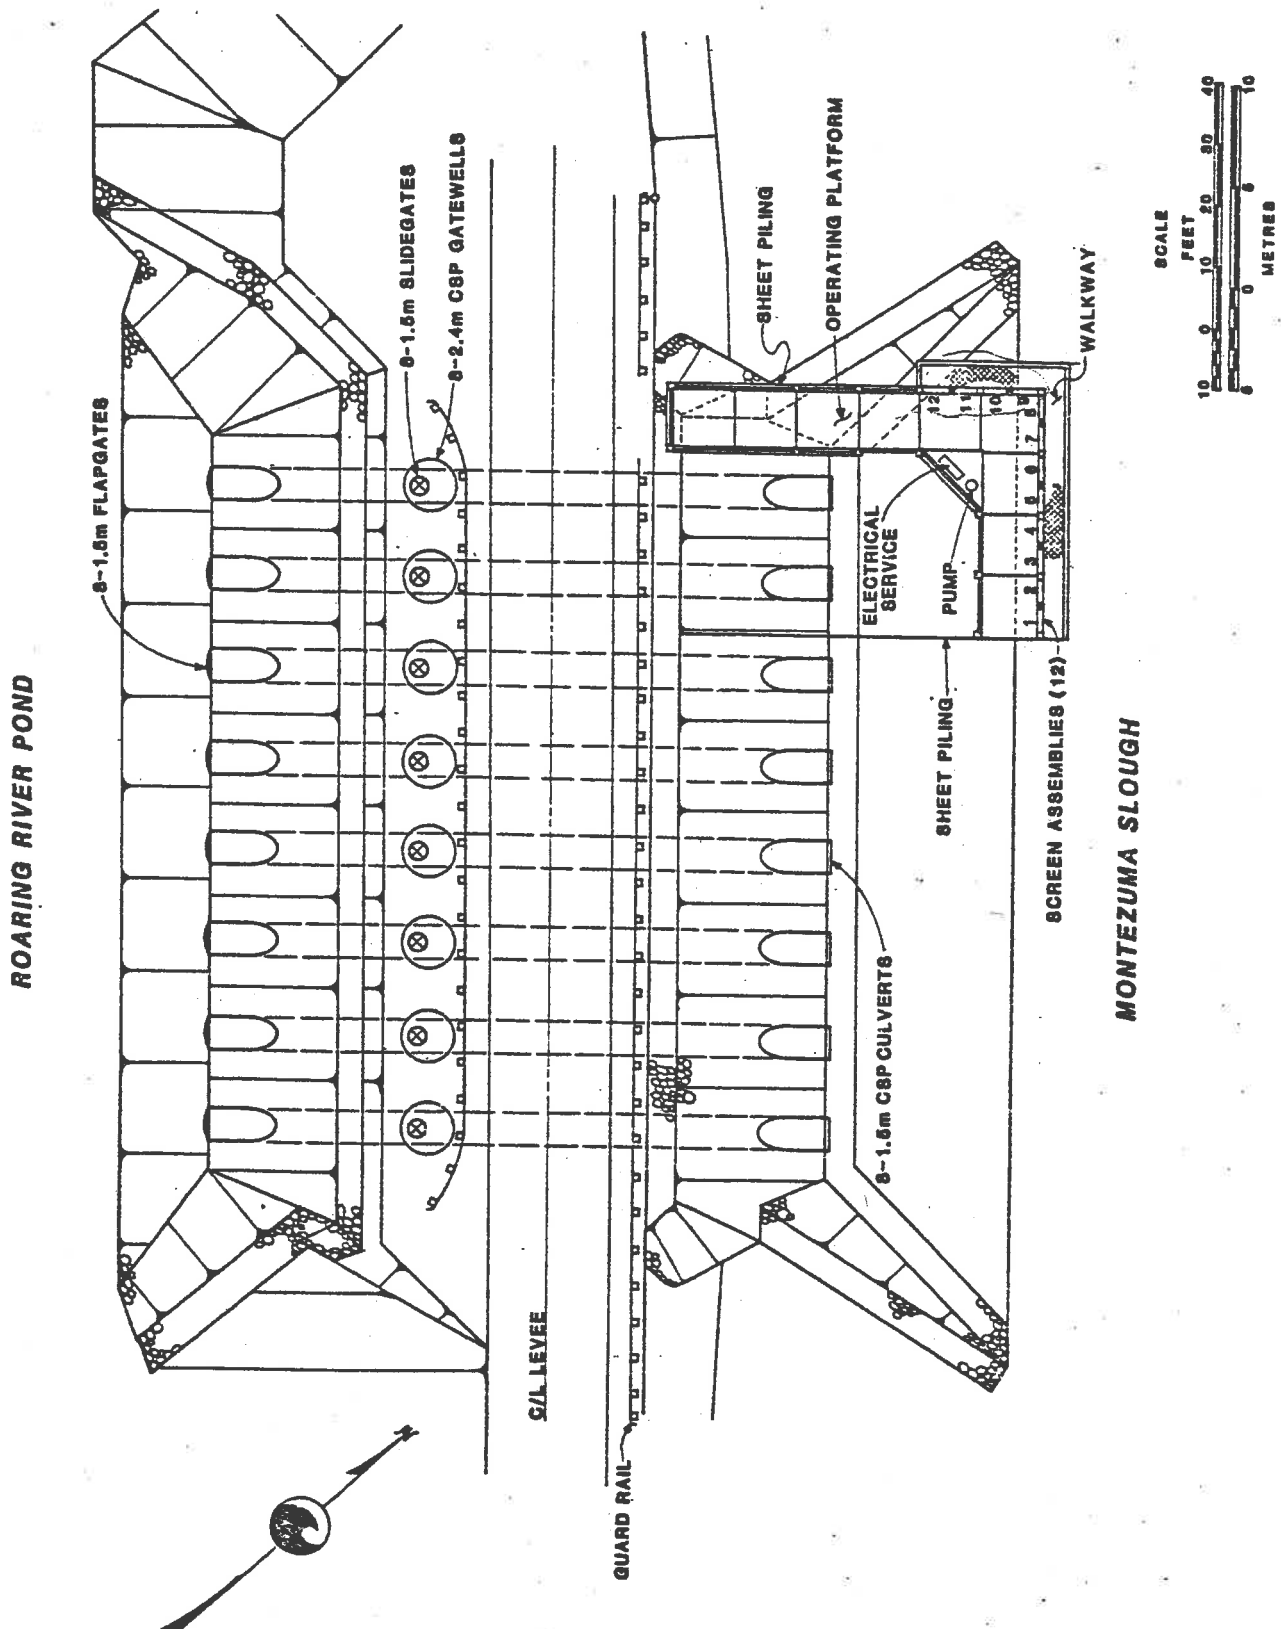 ROARING RIVER POND
8-1.5m FLAPGATES
8-1.5m SLIDEGATES
8-2.4m CSP GATEWELLS
SHEET PILING
OPERATING PLATFORM
WALKWAY
SCALE
FEET
10 0 10 20 30 40
5 0 5 10
METRES
ELECTRICAL
SERVICE
PUMP
1 2 3 4 5 6 7 8 9 10 11 12
SHEET PILING
SCREEN ASSEMBLIES (12)
8-1.5m CSP CULVERTS
C/L LEVEE
GUARD RAIL
N
MONTEZUMA SLOUGH